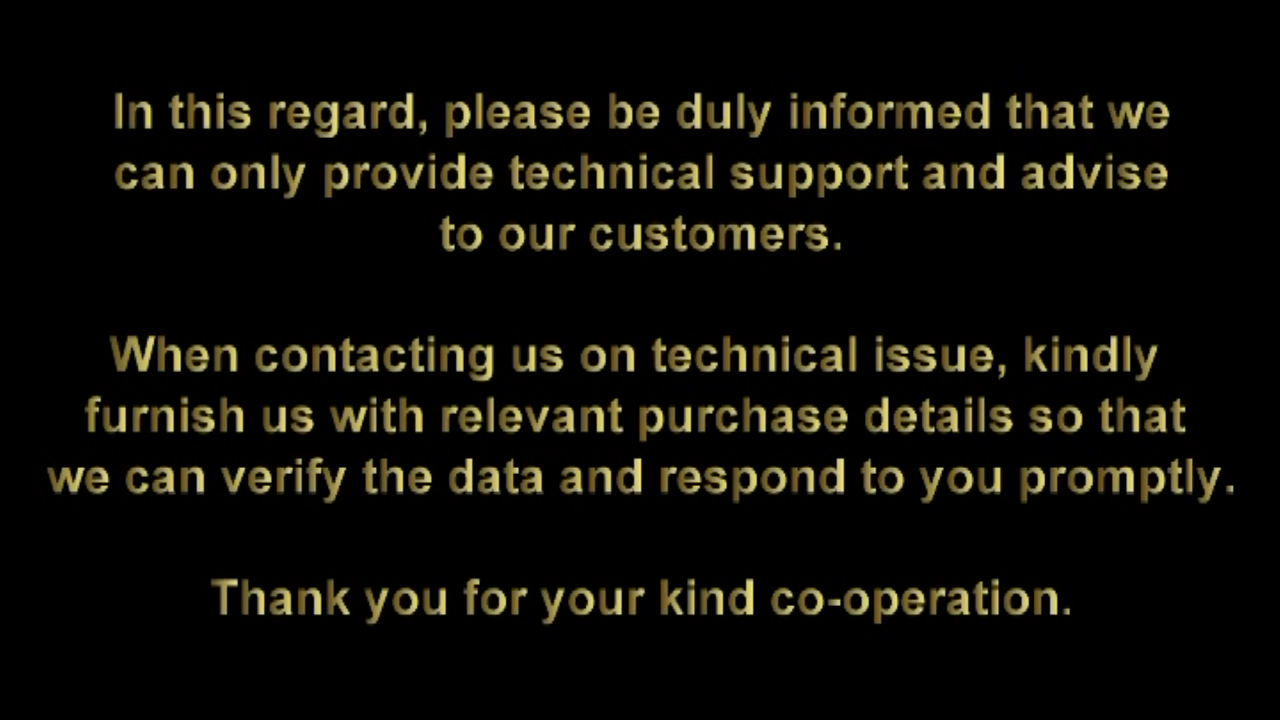 In this regard, please be duly informed that we
can only provide technical support and advise
to our customers.
When contacting us on technical issue, kindly
furnish us with relevant purchase details so that
we can verify the data and respond to you promptly.
Thank you for your kind co-operation.